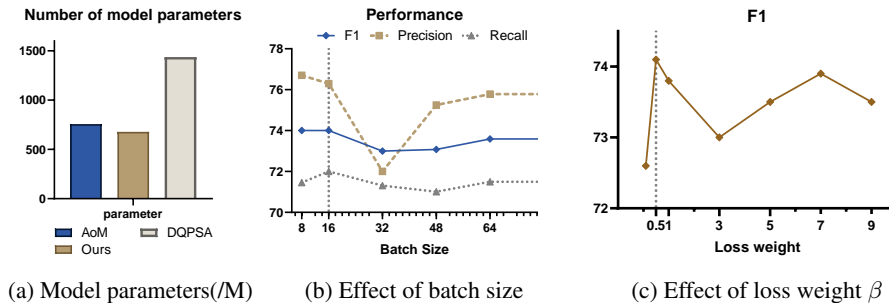 Number of model parameters
1500
1000
500
0
parameter
AoM
DQPSA
Ours
(a) Model parameters(/M)
Performance
F1 Precision Recall
78
76
74
72
70
8 16 32 48 64
Batch Size
(b) Effect of batch size
F1
74
73
72
0.51 3 5 7 9
Loss weight
(c) Effect of loss weight β